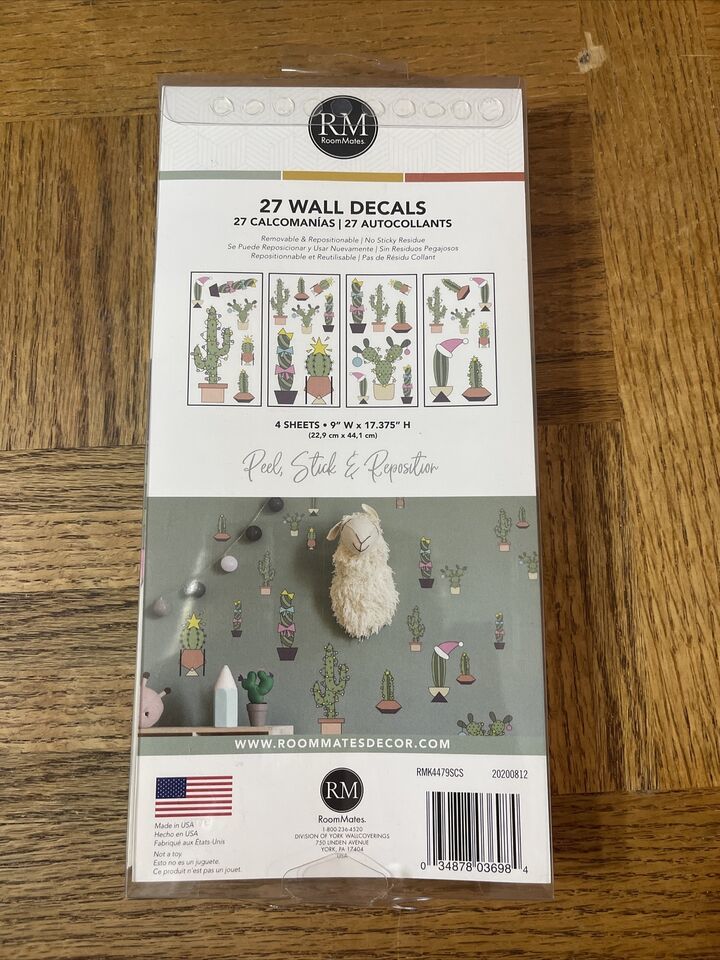 RM
RoomMates.
27 WALL DECALS
27 CALCOMANÍAS | 27 AUTOCOLLANTS
Removable & Repositionable | No Sticky Residue
Se Puede Reposicionar y Usar Nuevamente | Sin Residuos Pegajosos
Repositionnable et Reutilisable | Pas de Résidu Collant
4 SHEETS • 9" W x 17.375" H
(22,9 cm x 44,1 cm)
Peel, Stick & Reposition
WWW.ROOMMATESDECOR.COM
RMK4479SCS 20200812
Made in USA
Hecho en USA
Fabriqué aux États-Unis
Not a toy.
Esto no es un juguete.
Ce produit n'est pas un jouet.
RM
RoomMates.
1-800-236-4520
DIVISION OF YORK WALLCOVERINGS
750 LINDEN AVENUE
YORK, PA 17404
USA
0 34878 03698 4